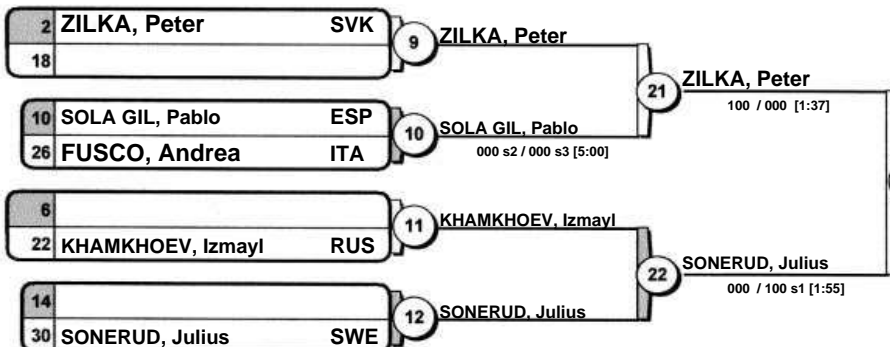 2 ZILKA, Peter SVK
18
9
ZILKA, Peter
10 SOLA GIL, Pablo ESP
26 FUSCO, Andrea ITA
10
SOLA GIL, Pablo
000 s2 / 000 s3 [5:00]
21
ZILKA, Peter
100 / 000 [1:37]
6
22 KHAMKHOEV, Izmayl RUS
11
KHAMKHOEV, Izmayl
14
30 SONERUD, Julius SWE
12
SONERUD, Julius
22
SONERUD, Julius
000 / 100 s1 [1:55]